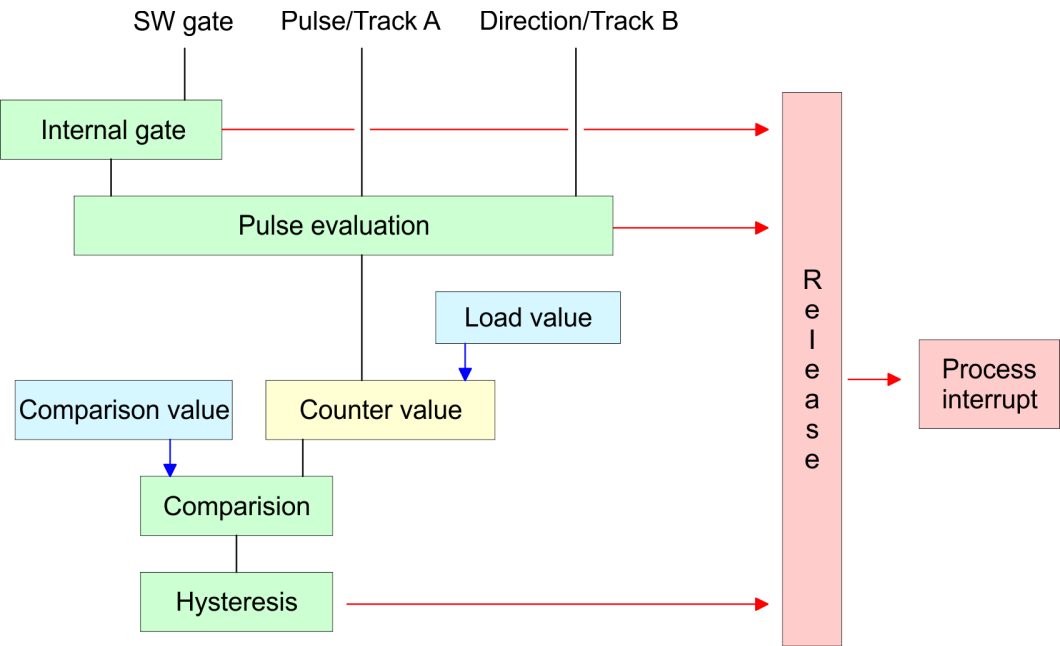 SW gate
Pulse/Track A
Direction/Track B
Internal gate
Pulse evaluation
Load value
Comparison value
Counter value
Comparision
Hysteresis
Release
Process
interrupt